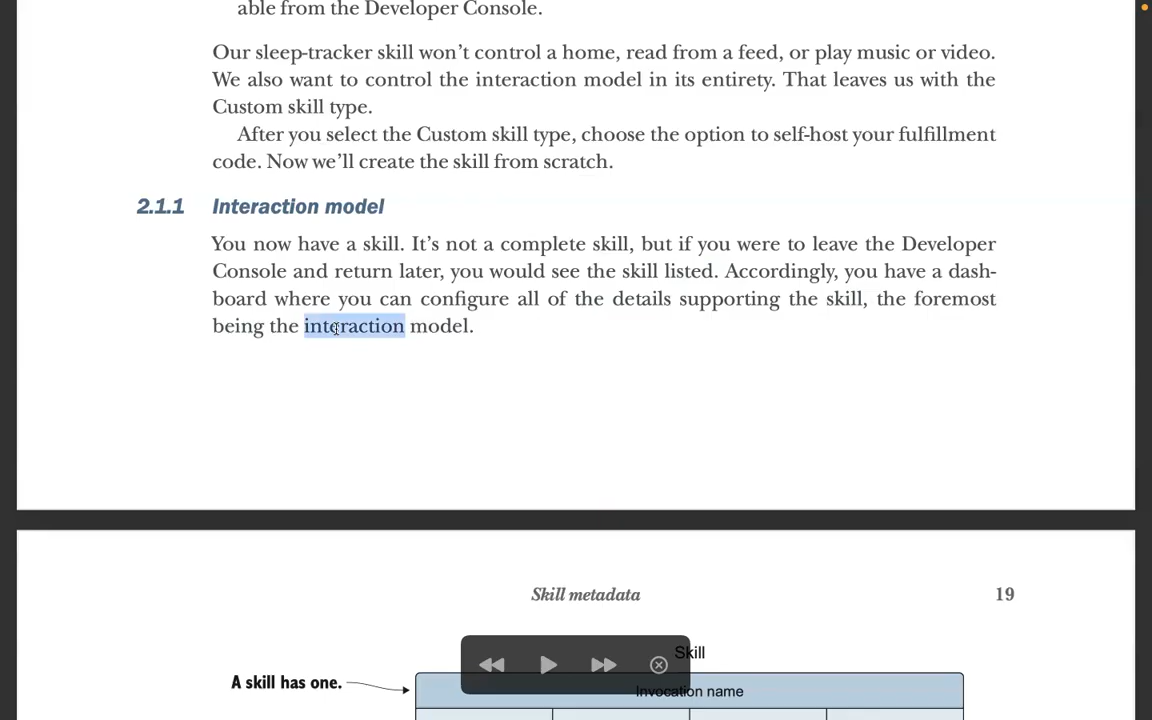 able from the Developer Console.
Our sleep-tracker skill won't control a home, read from a feed, or play music or video.
We also want to control the interaction model in its entirety. That leaves us with the
Custom skill type.
After you select the Custom skill type, choose the option to self-host your fulfillment
code. Now we'll create the skill from scratch.
2.1.1 Interaction model
You now have a skill. It's not a complete skill, but if you were to leave the Developer
Console and return later, you would see the skill listed. Accordingly, you have a dash-
board where you can configure all of the details supporting the skill, the foremost
being the interaction model.
Skill metadata 19
Skill
A skill has one.
Invocation name